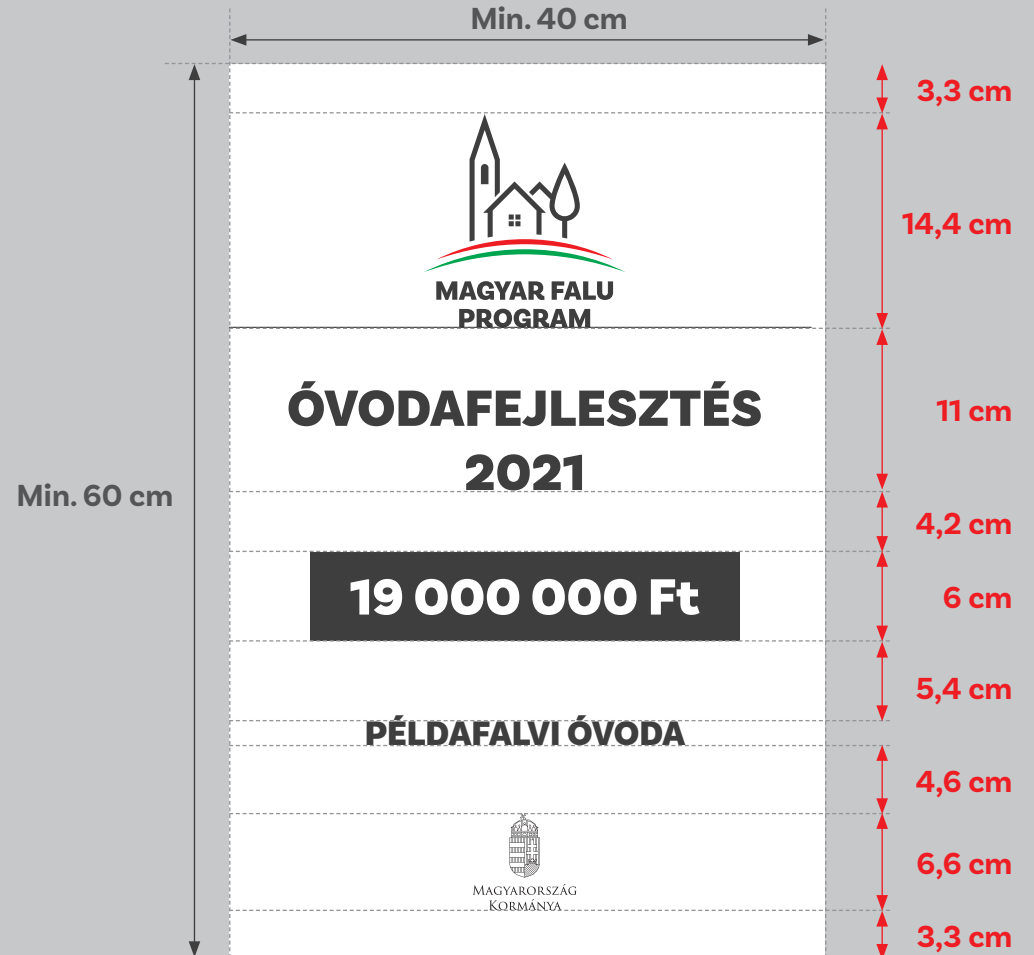 Min. 40 cm
3,3 cm
14,4 cm
MAGYAR FALU
PROGRAM
ÓVODAFEJLESZTÉS
11 cm
2021
Min. 60 cm
4,2 cm
19 000 000 Ft
6 cm
5,4 cm
PÉLDAFALVI ÓVODA
4,6 cm
6,6 cm
MAGYARORSZÁG
KORMÁNYA
3,3 cm